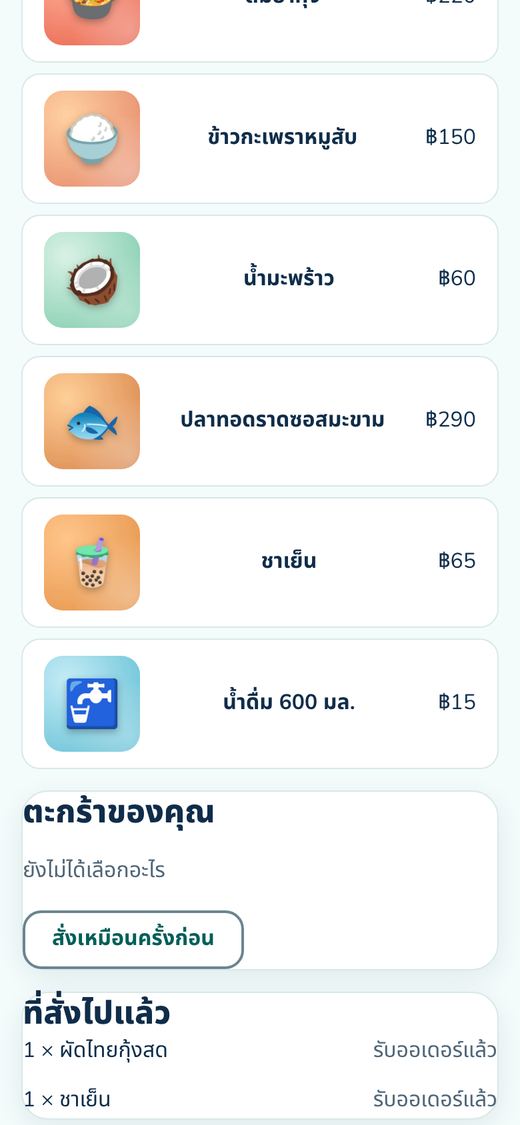 ฿220
ข้าวกะเพราหมูสับ ฿150
น้ำมะพร้าว ฿60
ปลาทอดราดซอสมะขาม ฿290
ชาเย็น ฿65
น้ำดื่ม 600 มล. ฿15
ตะกร้าของคุณ
ยังไม่ได้เลือกอะไร
สั่งเหมือนครั้งก่อน
ที่สั่งไปแล้ว
1 × ผัดไทยกุ้งสด รับออเดอร์แล้ว
1 × ชาเย็น รับออเดอร์แล้ว